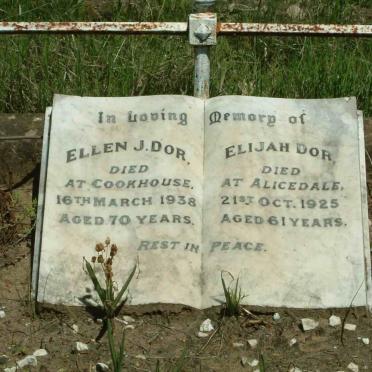 In Loving Memory of
ELLEN J. DOR.
DIED
AT COOKHOUSE.
16TH MARCH 1938
AGED 70 YEARS.
ELIJAH DOR.
DIED
AT ALICEDALE.
21ST OCT. 1925
AGED 61 YEARS.
REST IN PEACE.